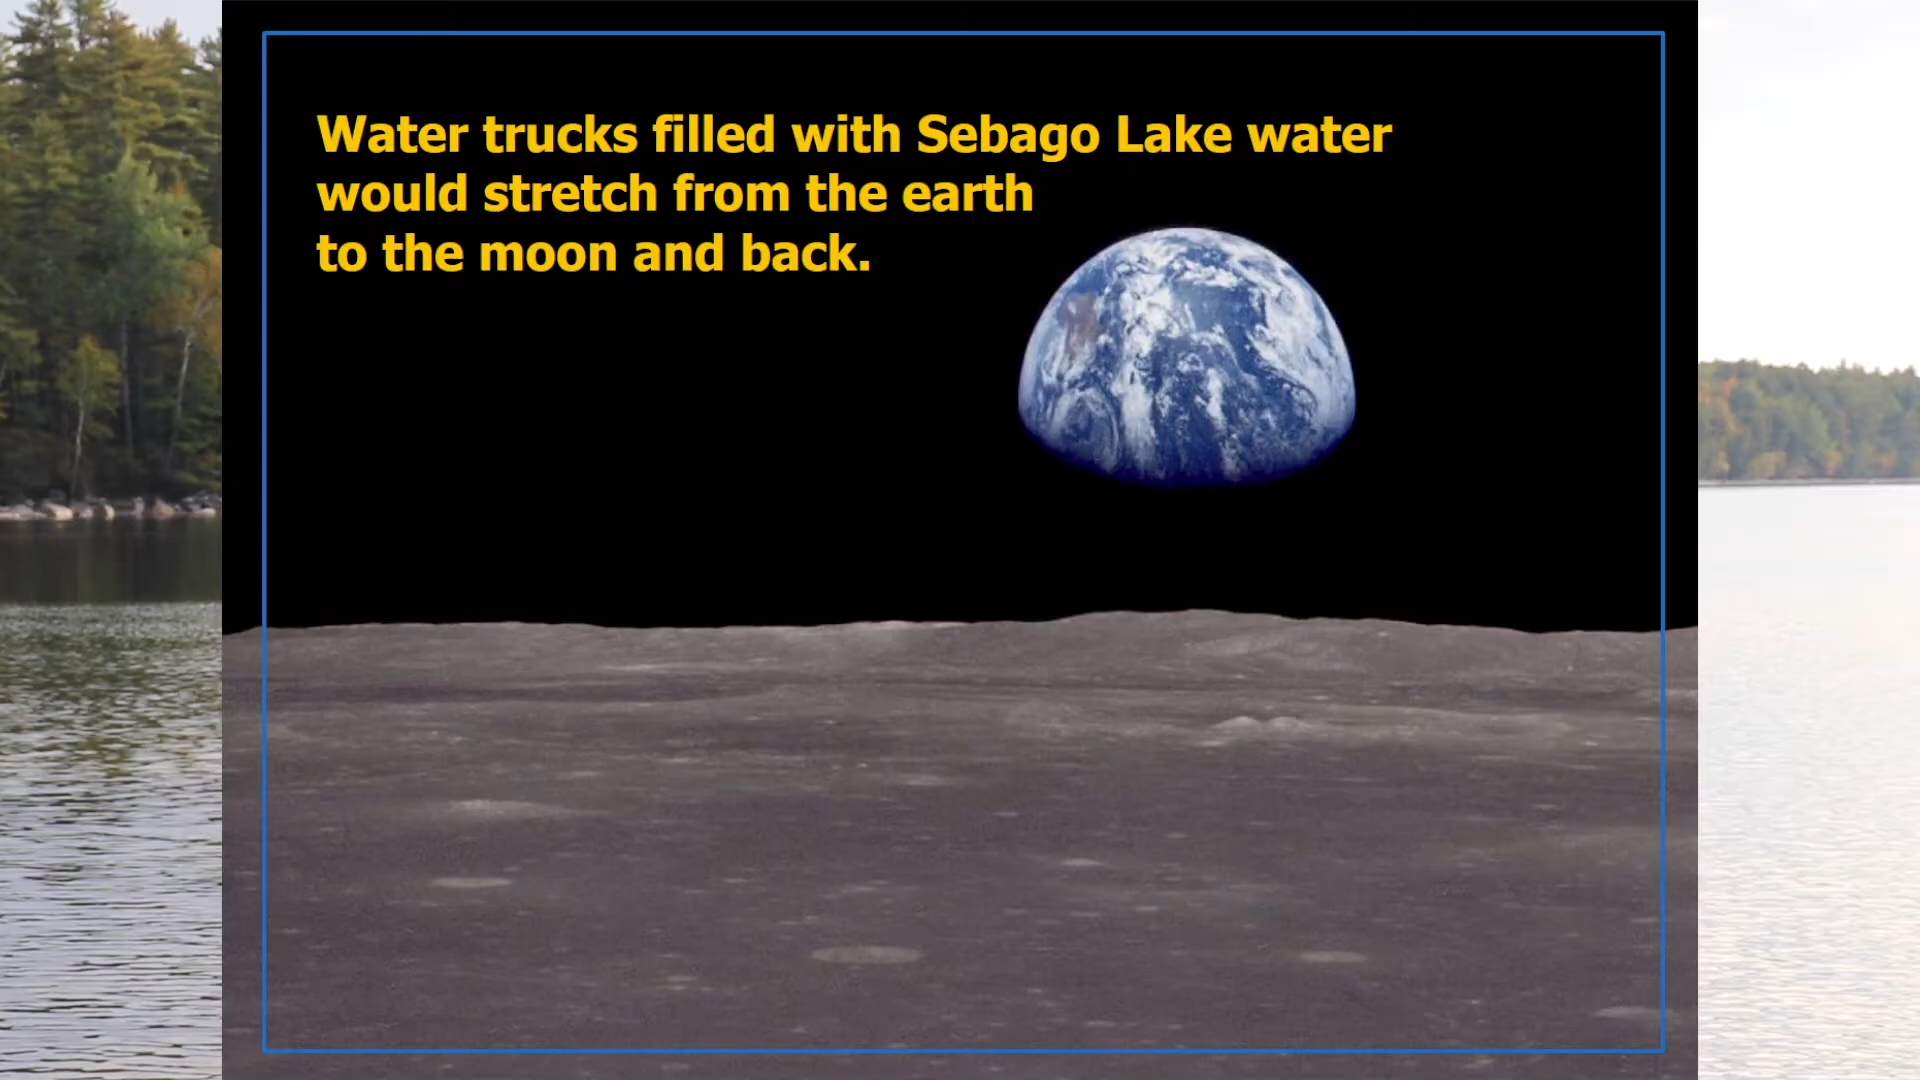 Water trucks filled with Sebago Lake water
would stretch from the earth
to the moon and back.